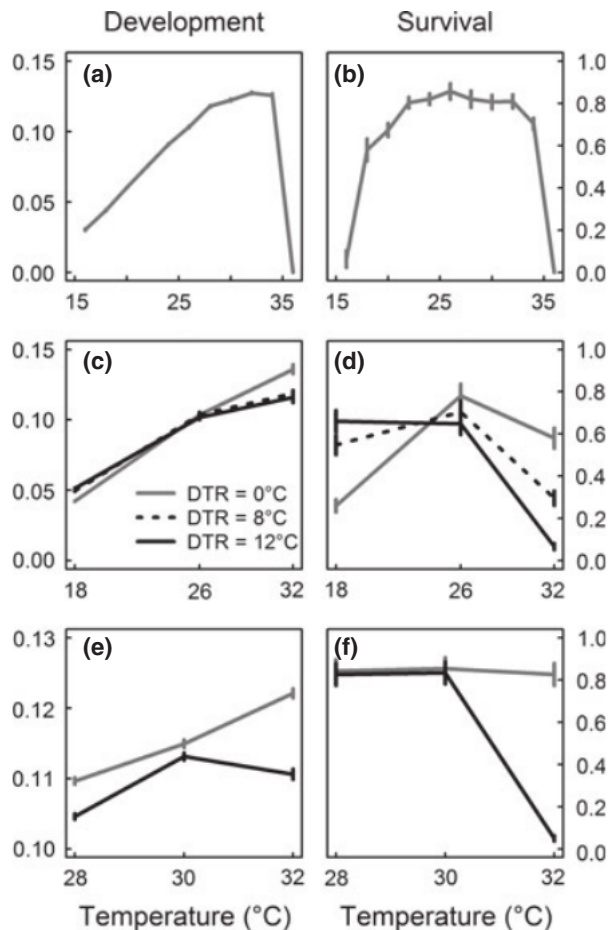 Development Survival
(a) (b)
0.15 1.0
0.8
0.10 0.6
0.05 0.4
0.2
0.00 0.0
15 25 35 15 25 35
(c) (d)
0.15 1.0
0.8
0.10 0.6
0.05 0.4
0.2
0.00 0.0
DTR = 0°C
DTR = 8°C
DTR = 12°C
18 26 32 18 26 32
(e) (f)
0.13 1.0
0.8
0.12 0.6
0.11 0.4
0.2
0.10 0.0
28 30 32 28 30 32
Temperature (°C) Temperature (°C)